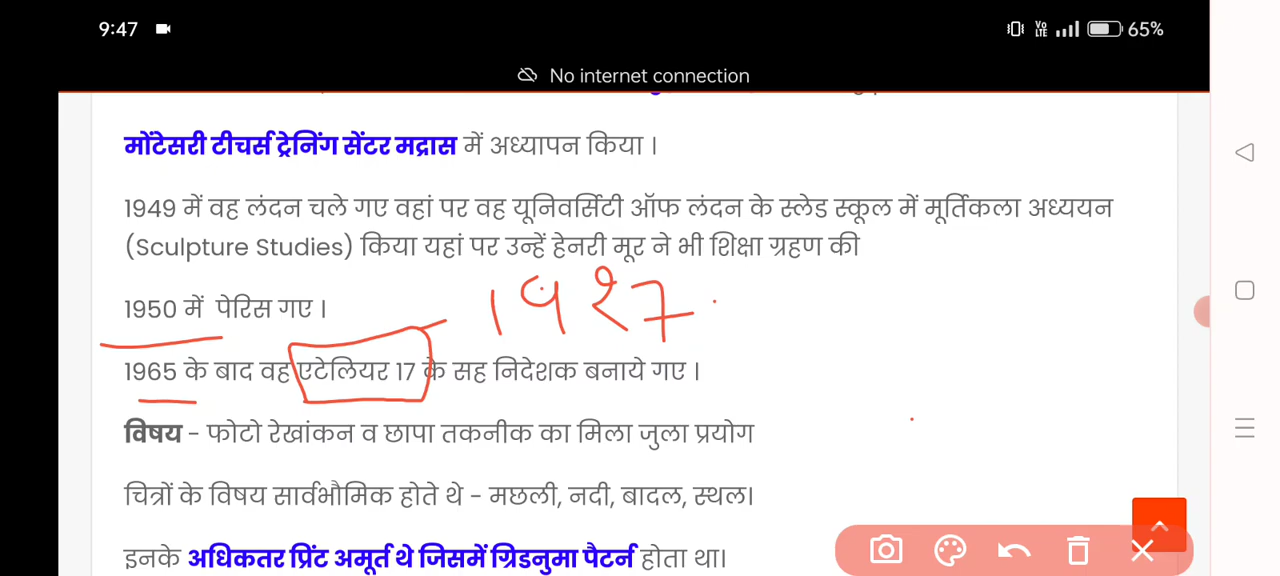 9:47
VoLTE 65%
No internet connection
मोंटेसरी टीचर्स ट्रेनिंग सेंटर मद्रास में अध्यापन किया ।
1949 में वह लंदन चले गए वहां पर वह यूनिवर्सिटी ऑफ लंदन के स्लेड स्कूल में मूर्तिकला अध्ययन
(Sculpture Studies) किया यहां पर उन्हें हेनरी मूर ने भी शिक्षा ग्रहण की
1950 में पेरिस गए ।
1927
1965 के बाद वह एटेलियर 17 के सह निदेशक बनाये गए ।
विषय - फोटो रेखांकन व छापा तकनीक का मिला जुला प्रयोग
चित्रों के विषय सार्वभौमिक होते थे - मछली, नदी, बादल, स्थल।
इनके अधिकतर प्रिंट अमूर्त थे जिसमें ग्रिडनुमा पैटर्न होता था।